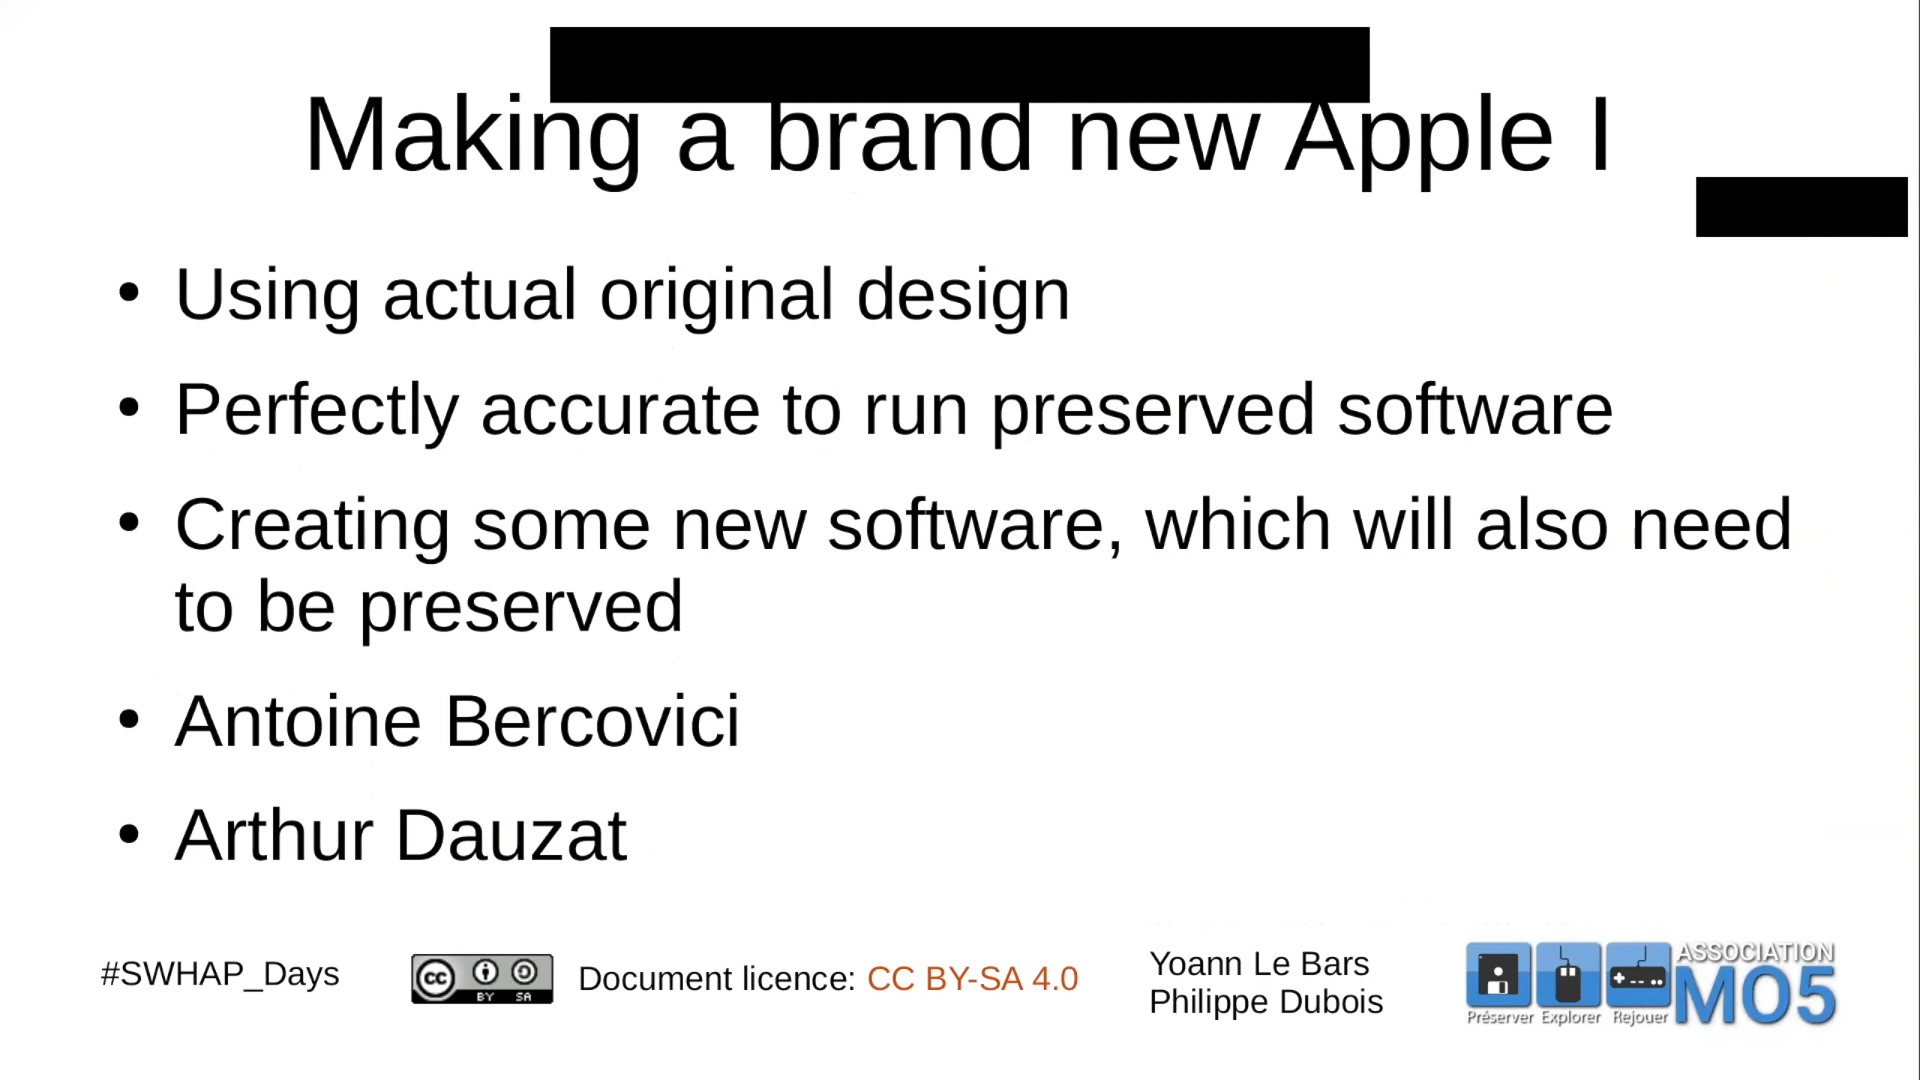 Making a brand new Apple I
• Using actual original design
• Perfectly accurate to run preserved software
• Creating some new software, which will also need
to be preserved
• Antoine Bercovici
• Arthur Dauzat
#SWHAP_Days
cc BY SA
Document licence: CC BY-SA 4.0
Yoann Le Bars
Philippe Dubois
ASSOCIATION
MO5
Préserver Explorer Rejouer